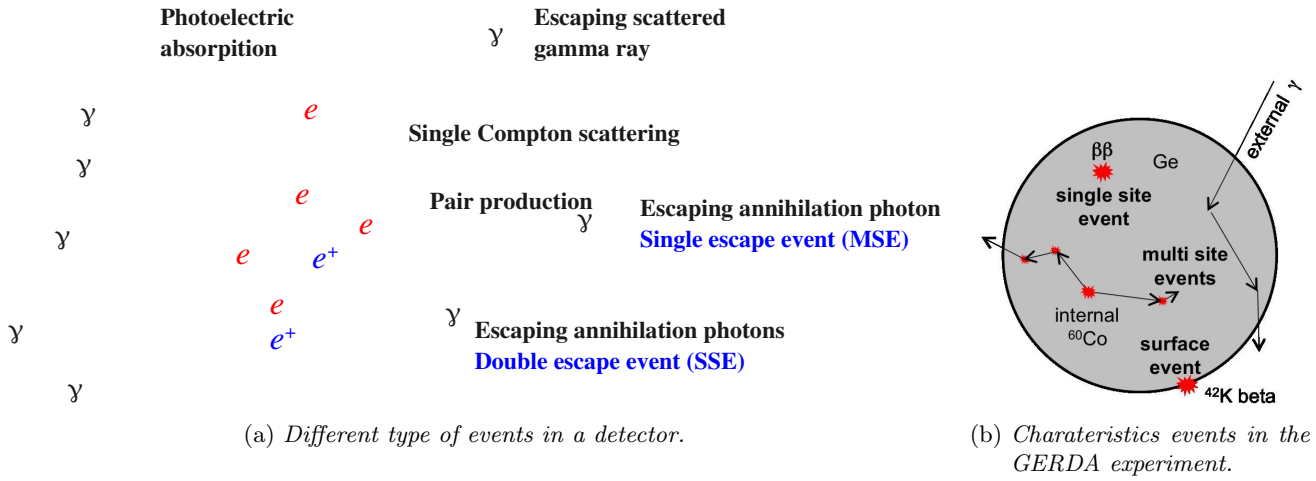 Photoelectric
absorpition
γ
Escaping scattered
gamma ray
γ
e
Single Compton scattering
γ
e
Pair production
e
γ
Escaping annihilation photon
Single escape event (MSE)
γ
e
e⁺
e
γ
Escaping annihilation photons
Double escape event (SSE)
γ
e⁺
γ
(a) Different type of events in a detector.
external γ
ββ
Ge
single site
event
multi site
events
internal
⁶⁰Co
surface
event
⁴²K beta
(b) Charateristics events in the
GERDA experiment.